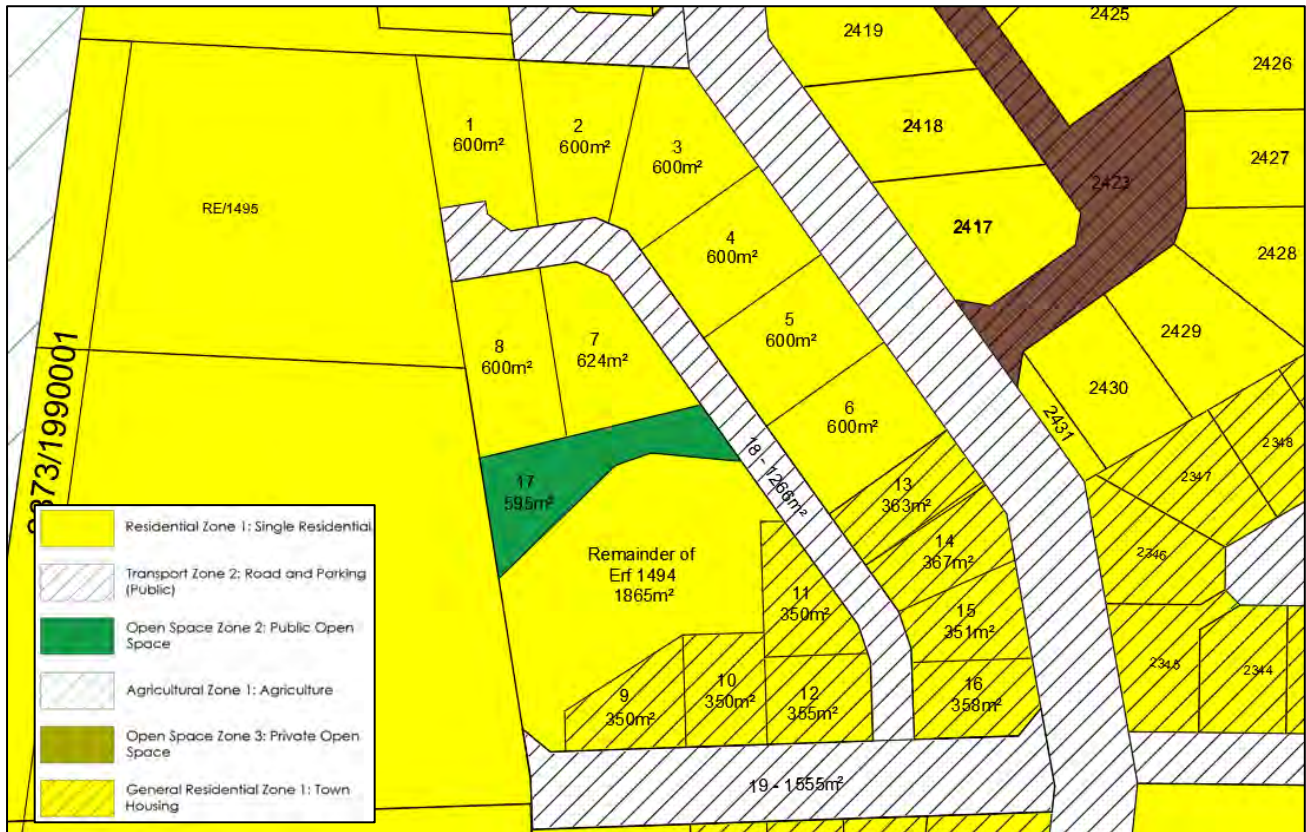 2425
2419
2426
1
600m²
2
600m²
3
600m²
2418
2427
2423
RE/1495
2417
4
600m²
2428
5
600m²
2429
8
600m²
7
624m²
2430
6
600m²
2431
/1990001
2348
2347
18 - 1266m²
17
595m²
13
363m²
14
367m²
2346
Remainder of
Erf 1494
1865m²
11
350m²
15
351m²
2345
2344
9
350m²
10
350m²
12
355m²
16
358m²
19 - 1555m²
Residential Zone 1: Single Residential
Transport Zone 2: Road and Parking
(Public)
Open Space Zone 2: Public Open
Space
Agricultural Zone 1: Agriculture
Open Space Zone 3: Private Open
Space
General Residential Zone 1: Town
Housing